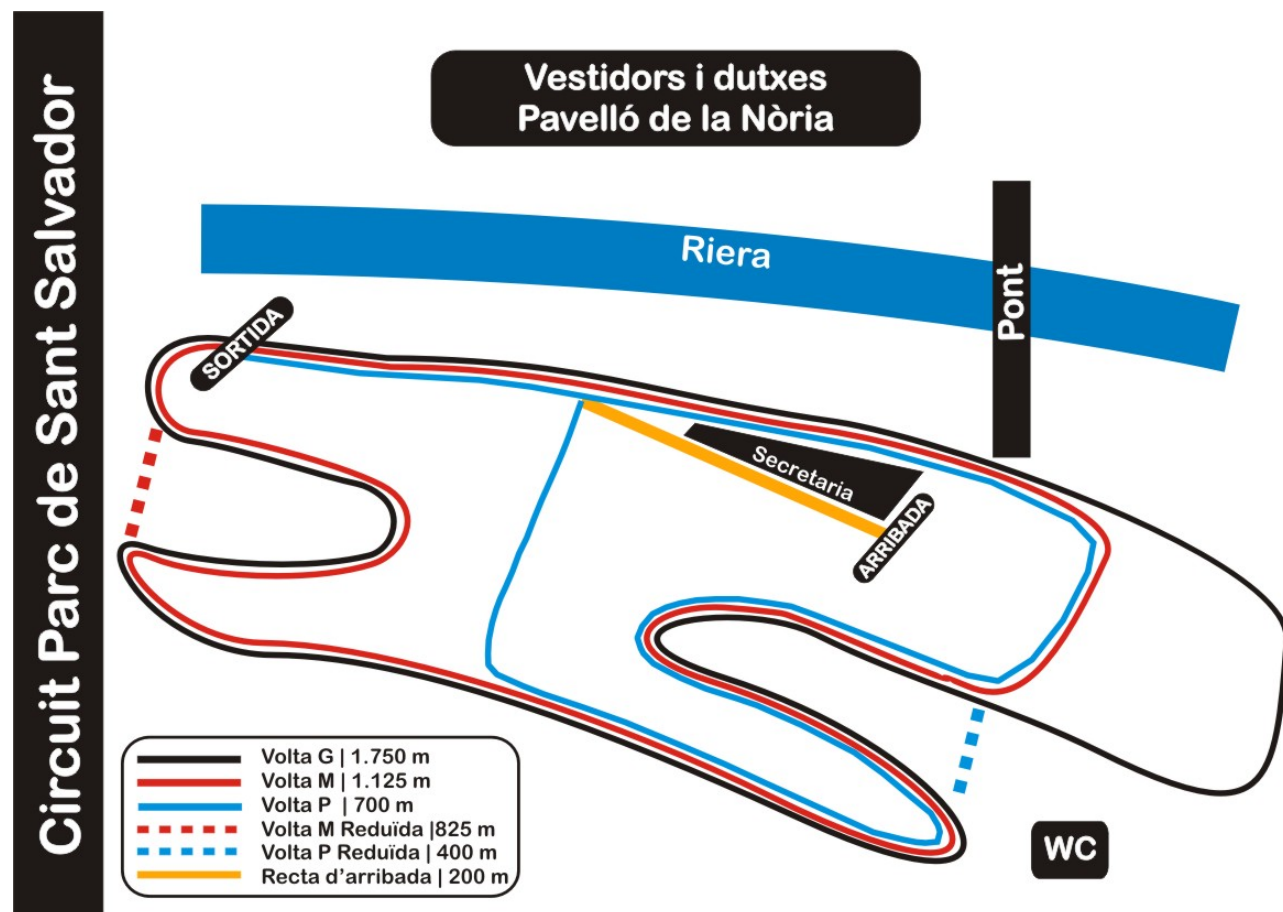 Circuit Parc de Sant Salvador
Vestidors i dutxes
Pavelló de la Nòria
Riera
Pont
SORTIDA
Secretaria
ARRIBADA
Volta G | 1.750 m
Volta M | 1.125 m
Volta P | 700 m
Volta M Reduïda |825 m
Volta P Reduïda | 400 m
Recta d'arribada | 200 m
WC